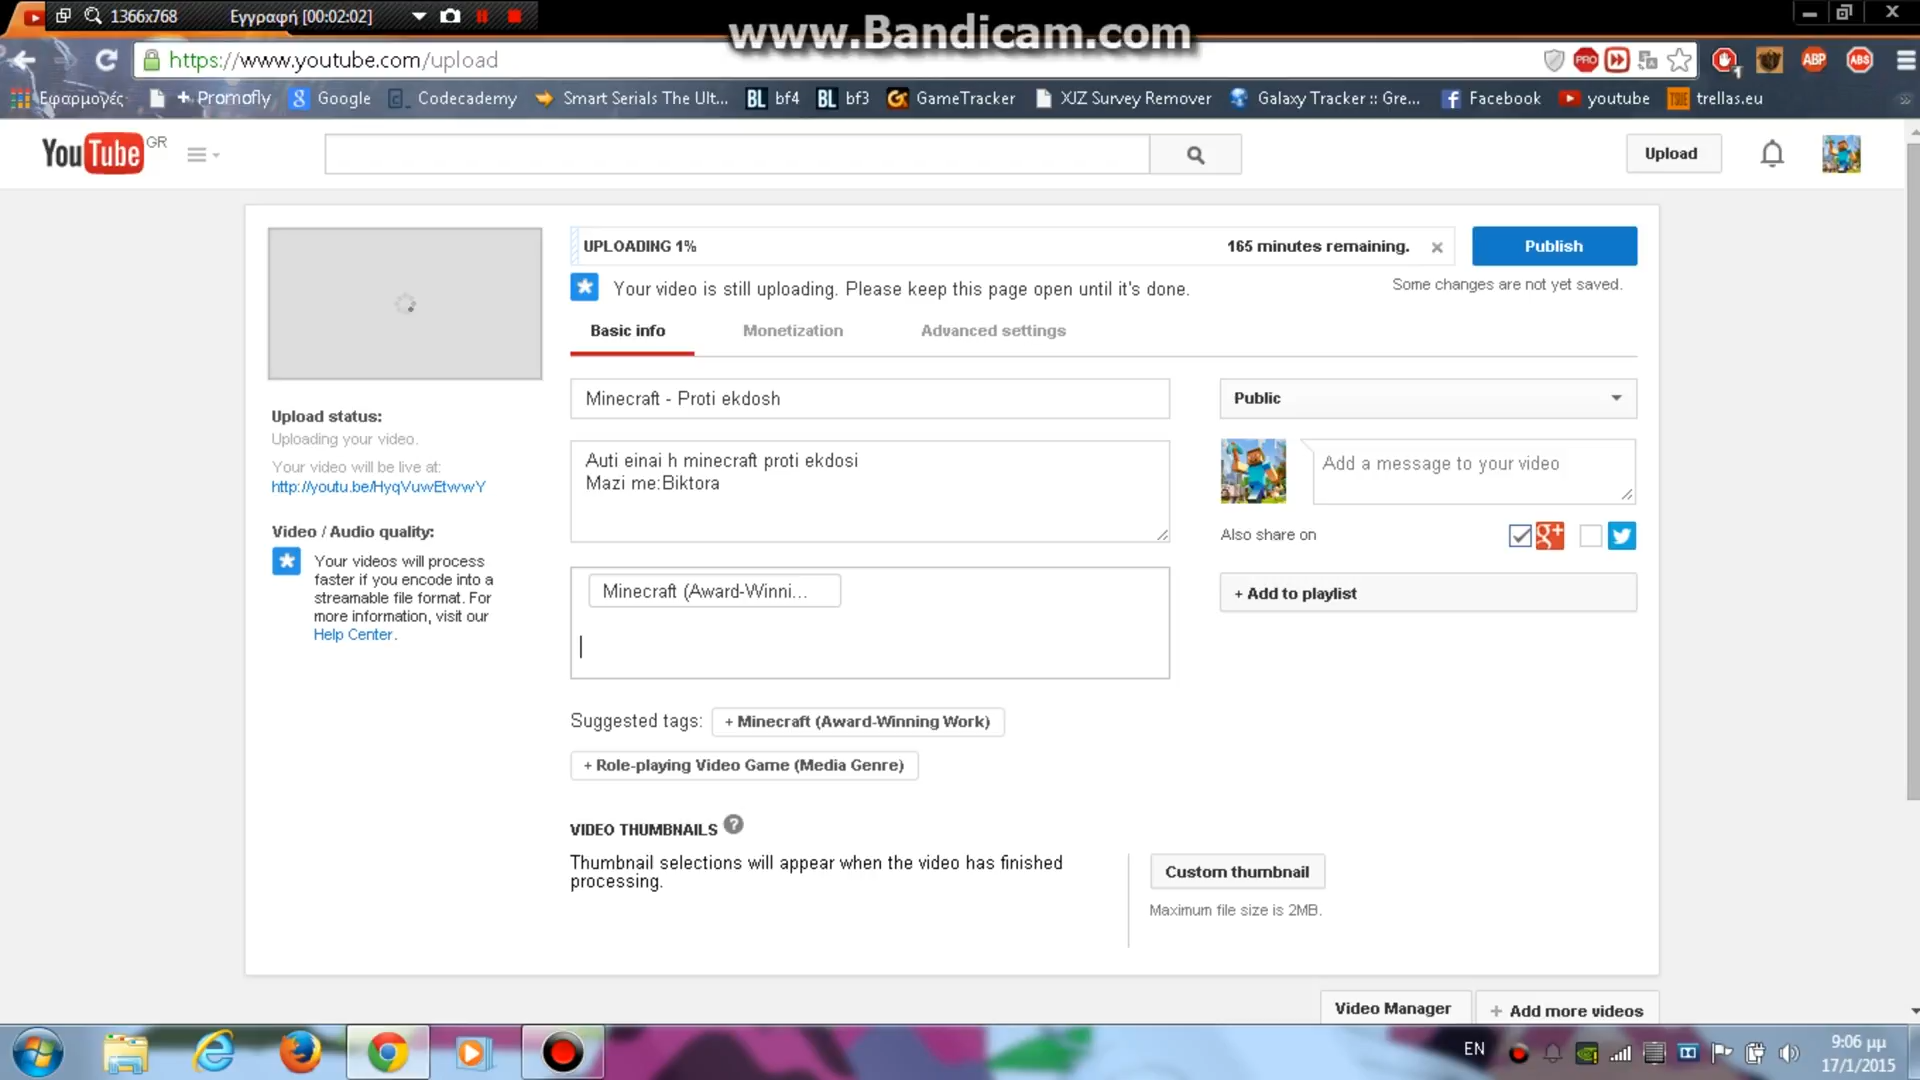 1366x768 Εγγραφή [00:02:02]
www.Bandicam.com
https://www.youtube.com/upload
PRO ABP ABS
Εφαρμογές + Promofly Google Codecademy Smart Serials The Ult... BL bf4 BL bf3 GameTracker XJZ Survey Remover Galaxy Tracker :: Gre... Facebook youtube trellas.eu
YouTube GR
Upload
UPLOADING 1% 165 minutes remaining.
Publish
Your video is still uploading. Please keep this page open until it's done.
Some changes are not yet saved.
Basic info Monetization Advanced settings
Minecraft - Proti ekdosh
Public
Upload status:
Uploading your video.
Your video will be live at:
http://youtu.be/HyqVuwEtwwY
Auti einai h minecraft proti ekdosi
Mazi me:Biktora
Add a message to your video
Also share on
Video / Audio quality:
Your videos will process
faster if you encode into a
streamable file format. For
more information, visit our
Help Center.
Minecraft (Award-Winni...
+ Add to playlist
Suggested tags: + Minecraft (Award-Winning Work)
+ Role-playing Video Game (Media Genre)
VIDEO THUMBNAILS ?
Thumbnail selections will appear when the video has finished
processing.
Custom thumbnail
Maximum file size is 2MB.
Video Manager + Add more videos
EN
9:06 μμ
17/1/2015